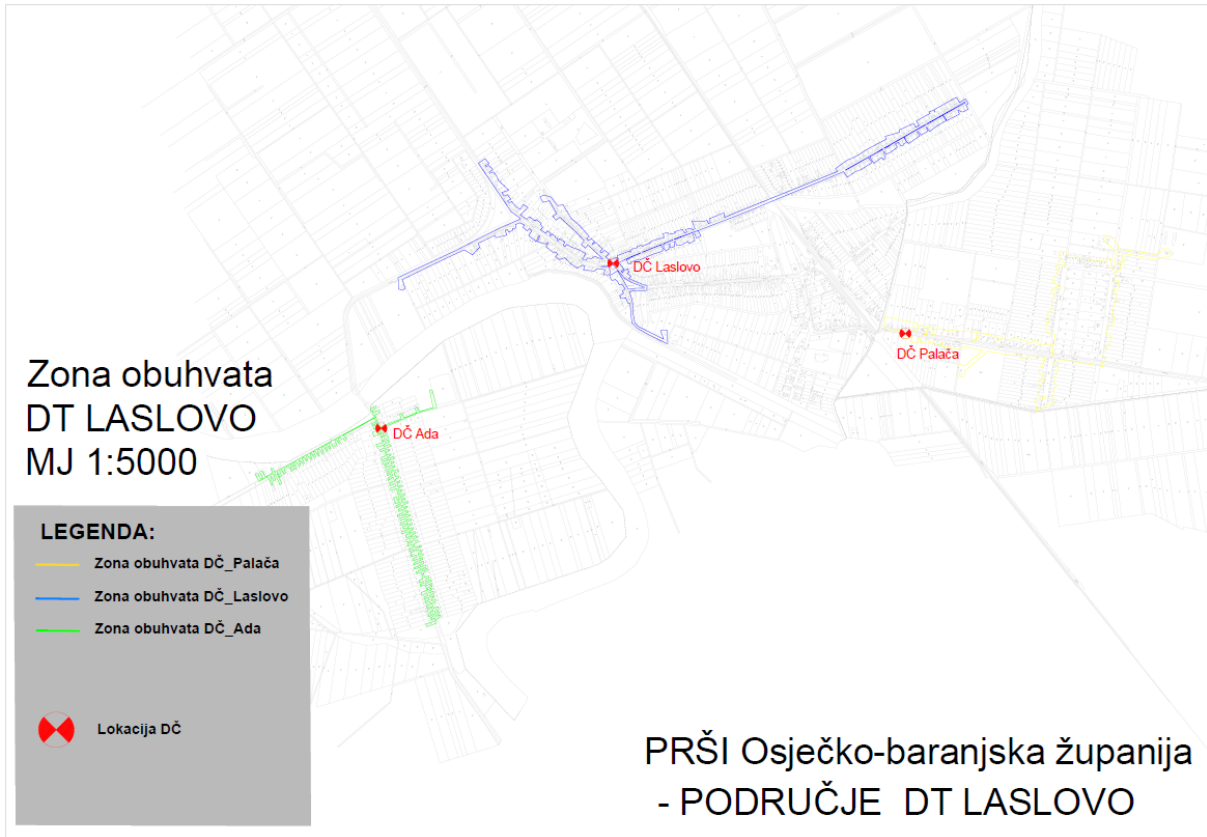 DČ Laslovo
DČ Palača
Zona obuhvata
DT LASLOVO
MJ 1:5000
DČ Ada
LEGENDA:
Zona obuhvata DČ_Palača
Zona obuhvata DČ_Laslovo
Zona obuhvata DČ_Ada
Lokacija DČ
PRŠI Osječko-baranjska županija
- PODRUČJE DT LASLOVO